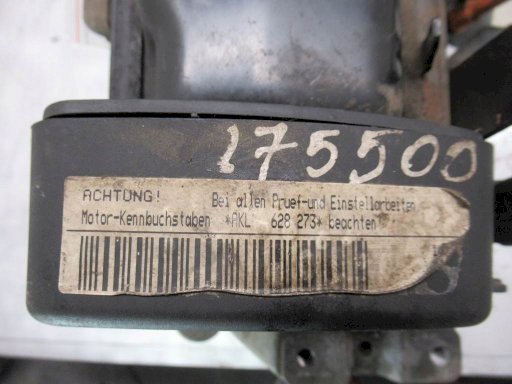 175500
ACHTUNG! Bei allen Pruef-und Einstellarbeiten
Motor-Kennbuchstaben *AKL 628 273* beachten